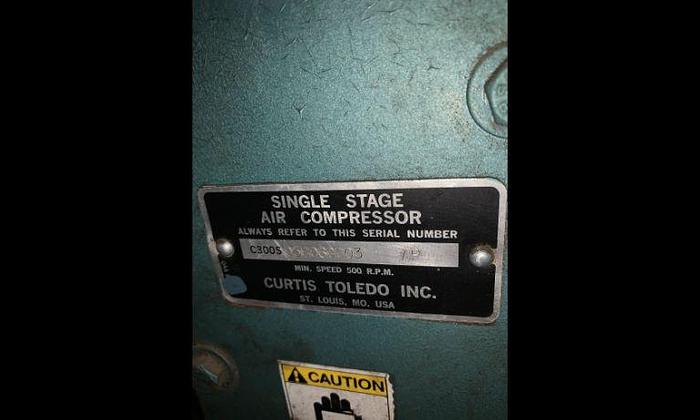 SINGLE STAGE
AIR COMPRESSOR
ALWAYS REFER TO THIS SERIAL NUMBER
C300S
MIN. SPEED 500 R.P.M.
CURTIS TOLEDO INC.
ST. LOUIS, MO. USA
CAUTION